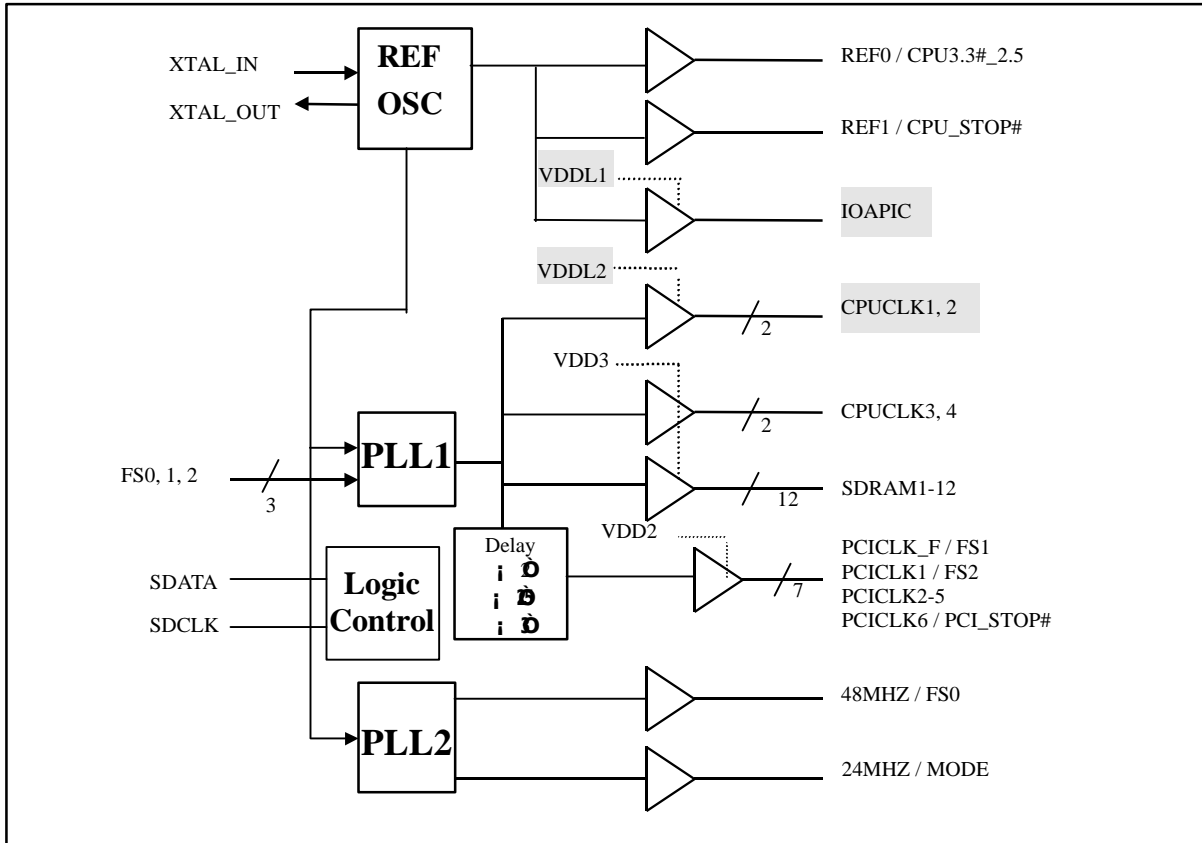 XTAL_IN
XTAL_OUT
REF
OSC
REF0 / CPU3.3#_2.5
REF1 / CPU_STOP#
VDDL1
IOAPIC
VDDL2
CPUCLK1, 2
2
VDD3
CPUCLK3, 4
2
FS0, 1, 2
3
PLL1
SDRAM1-12
12
VDD2
Delay
PCICLK_F / FS1
PCICLK1 / FS2
PCICLK2-5
PCICLK6 / PCI_STOP#
7
SDATA
SDCLK
Logic
Control
PLL2
48MHZ / FS0
24MHZ / MODE